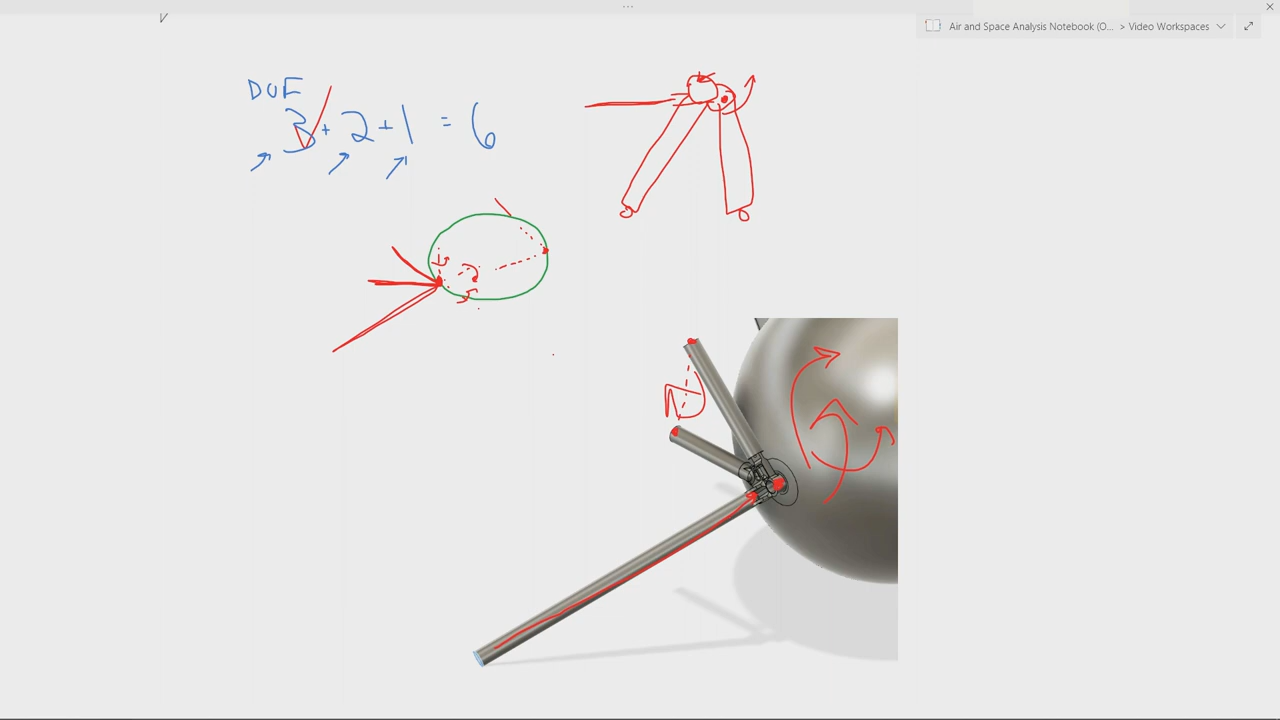 Air and Space Analysis Notebook (O... > Video Workspaces
DOF
3 + 2 + 1 = 6